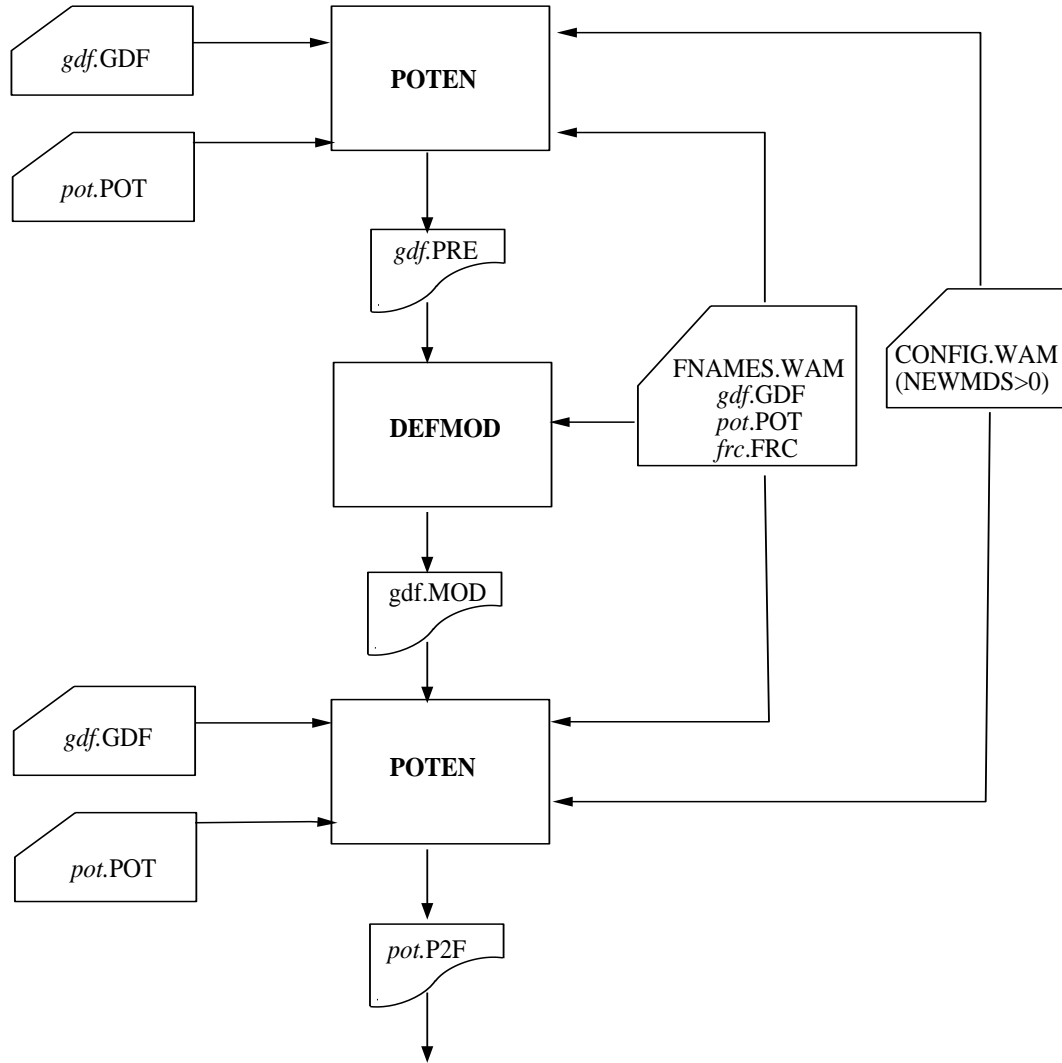 gdf.GDF
POTEN
pot.POT
gdf.PRE
FNAMES.WAM
gdf.GDF
pot.POT
frc.FRC
CONFIG.WAM
(NEWMDS>0)
DEFMOD
gdf.MOD
gdf.GDF
POTEN
pot.POT
pot.P2F